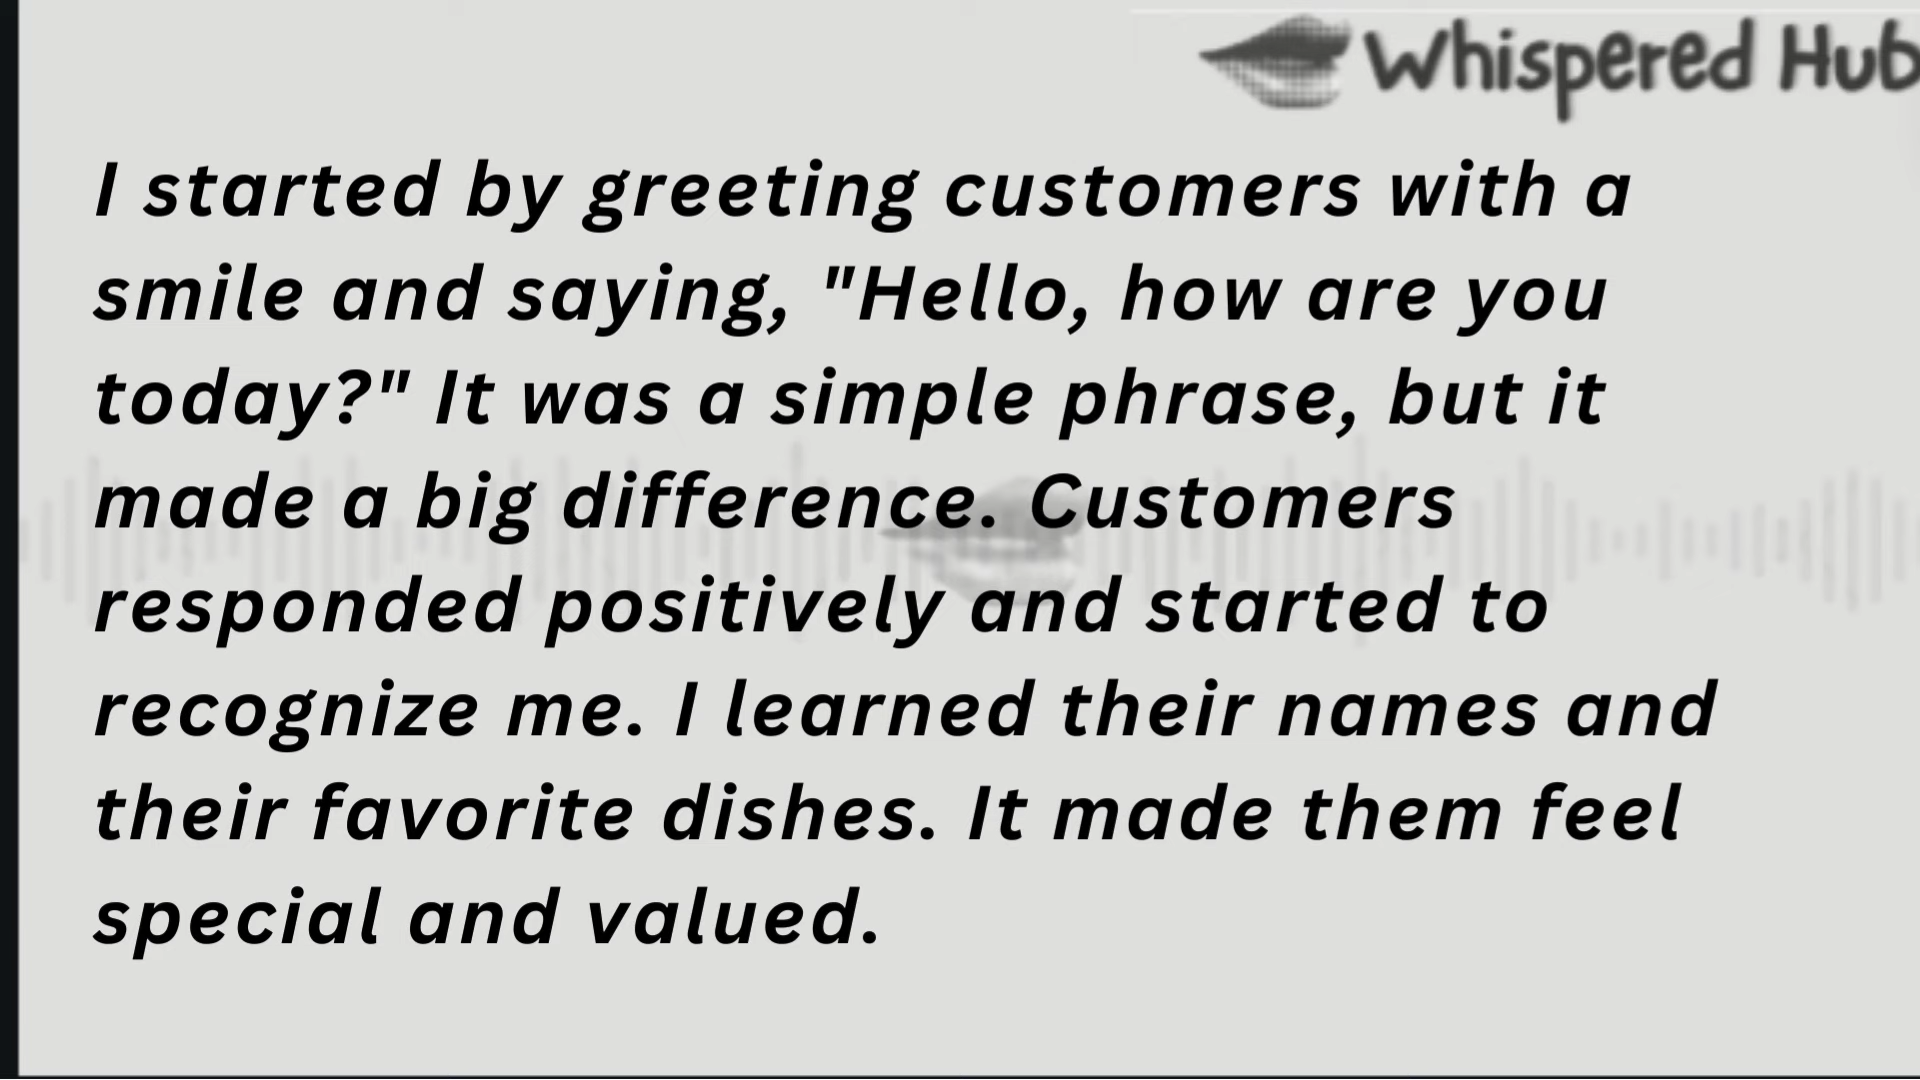 Whispered Hub
I started by greeting customers with a
smile and saying, "Hello, how are you
today?" It was a simple phrase, but it
made a big difference. Customers
responded positively and started to
recognize me. I learned their names and
their favorite dishes. It made them feel
special and valued.